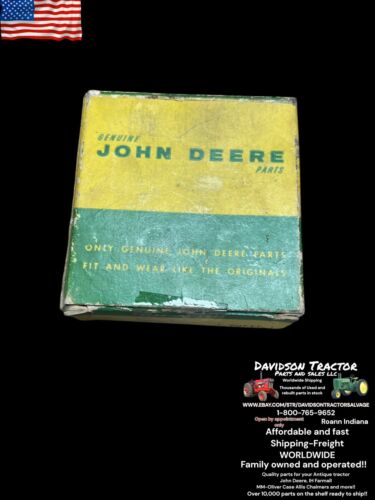 GENUINE
JOHN DEERE
PARTS
ONLY GENUINE JOHN DEERE PARTS
FIT AND WEAR LIKE THE ORIGINALS
Davidson Tractor
Parts and sales LLC
Worldwide Shipping
Thousands of Used and
rebuilt parts in stock
WWW.EBAY.COM/STR/DAVIDSONTRACTORSALVAGE
1-800-765-9652
Open by appointment
only
Roann Indiana
Affordable and fast
Shipping-Freight
WORLDWIDE
Family owned and operated!!
Quality parts for your Antique tractor
John Deere, IH Farmall
MM-Oliver Case Allis Chalmers and more!!
Over 10,000 parts on the shelf ready to ship!!